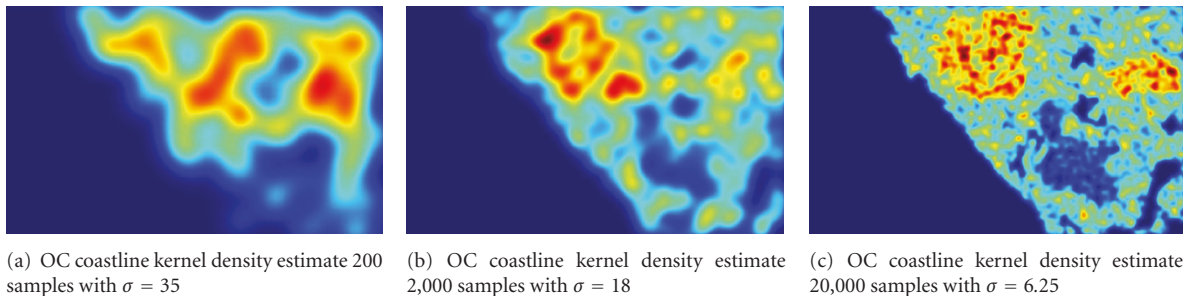 (a) OC coastline kernel density estimate 200
samples with σ = 35
(b) OC coastline kernel density estimate
2,000 samples with σ = 18
(c) OC coastline kernel density estimate
20,000 samples with σ = 6.25